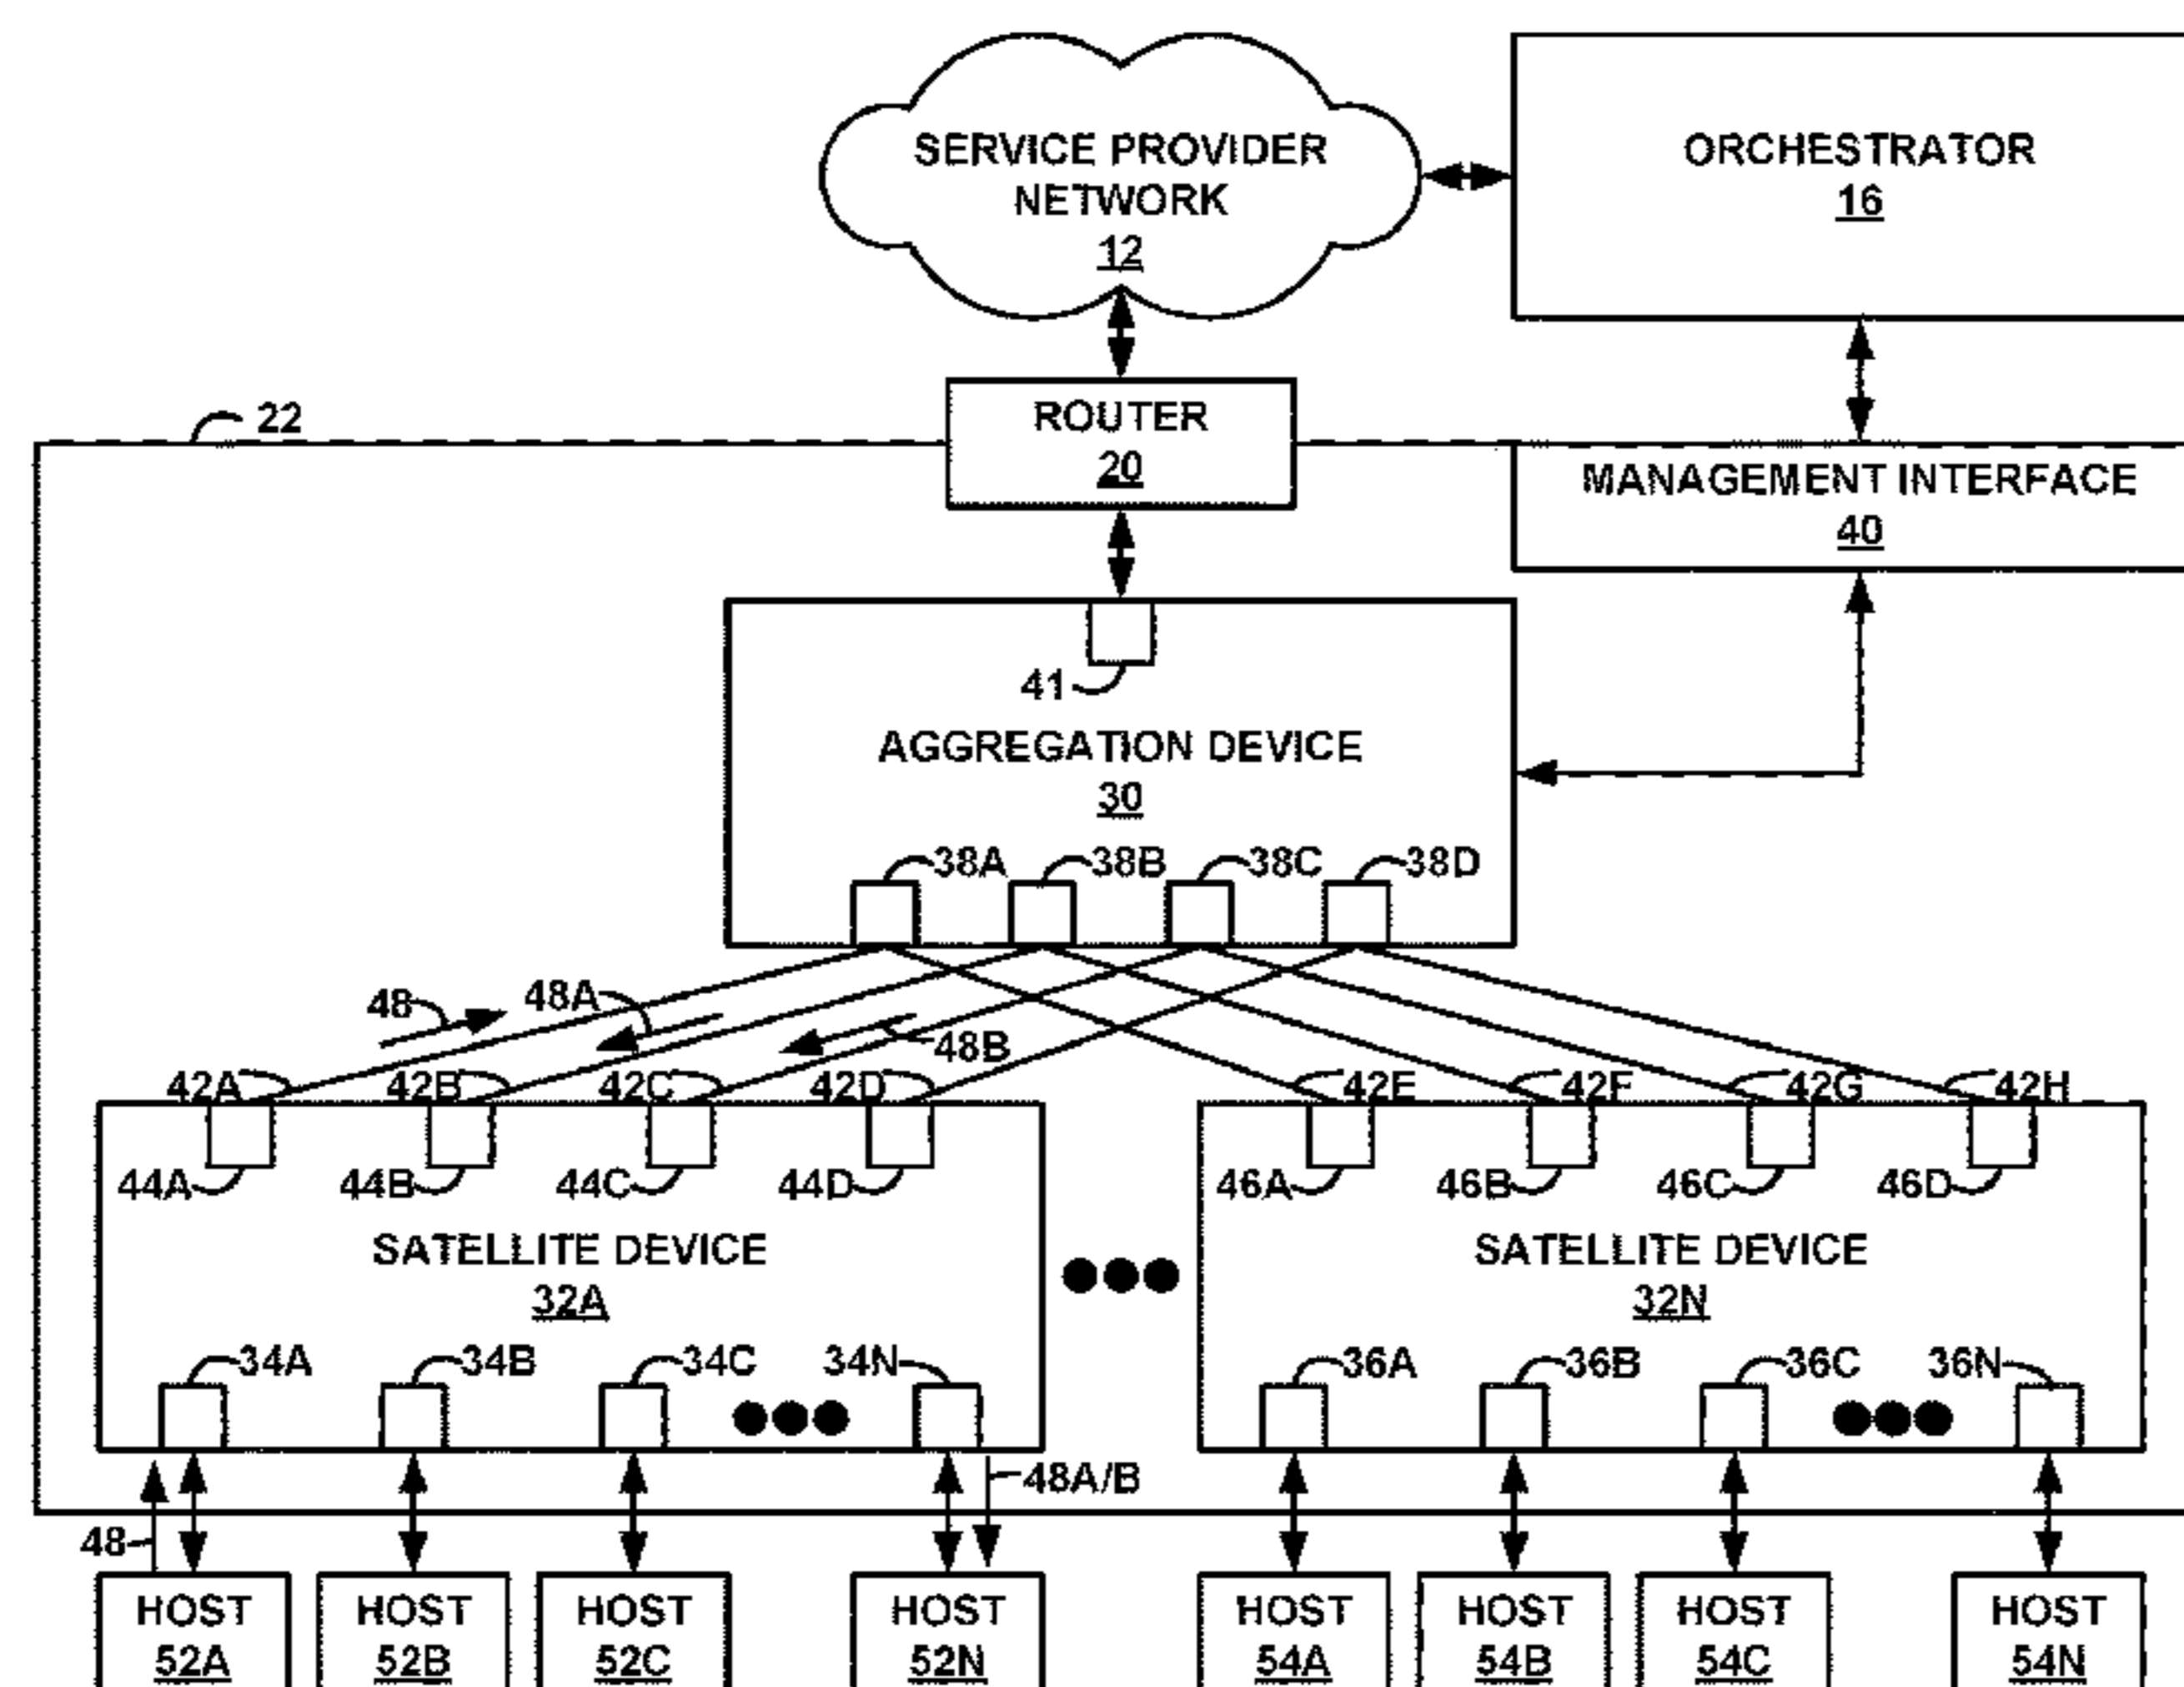 SERVICE PROVIDER
NETWORK
12
ORCHESTRATOR
16
22
ROUTER
20
MANAGEMENT INTERFACE
40
41
AGGREGATION DEVICE
30
38A 38B 38C 38D
48 48A 48B
42A 42B 42C 42D 42E 42F 42G 42H
44A 44B 44C 44D 46A 46B 46C 46D
SATELLITE DEVICE
32A
SATELLITE DEVICE
32N
34A 34B 34C 34N 36A 36B 36C 36N
48A/B
48
HOST
52A
HOST
52B
HOST
52C
HOST
52N
HOST
54A
HOST
54B
HOST
54C
HOST
54N